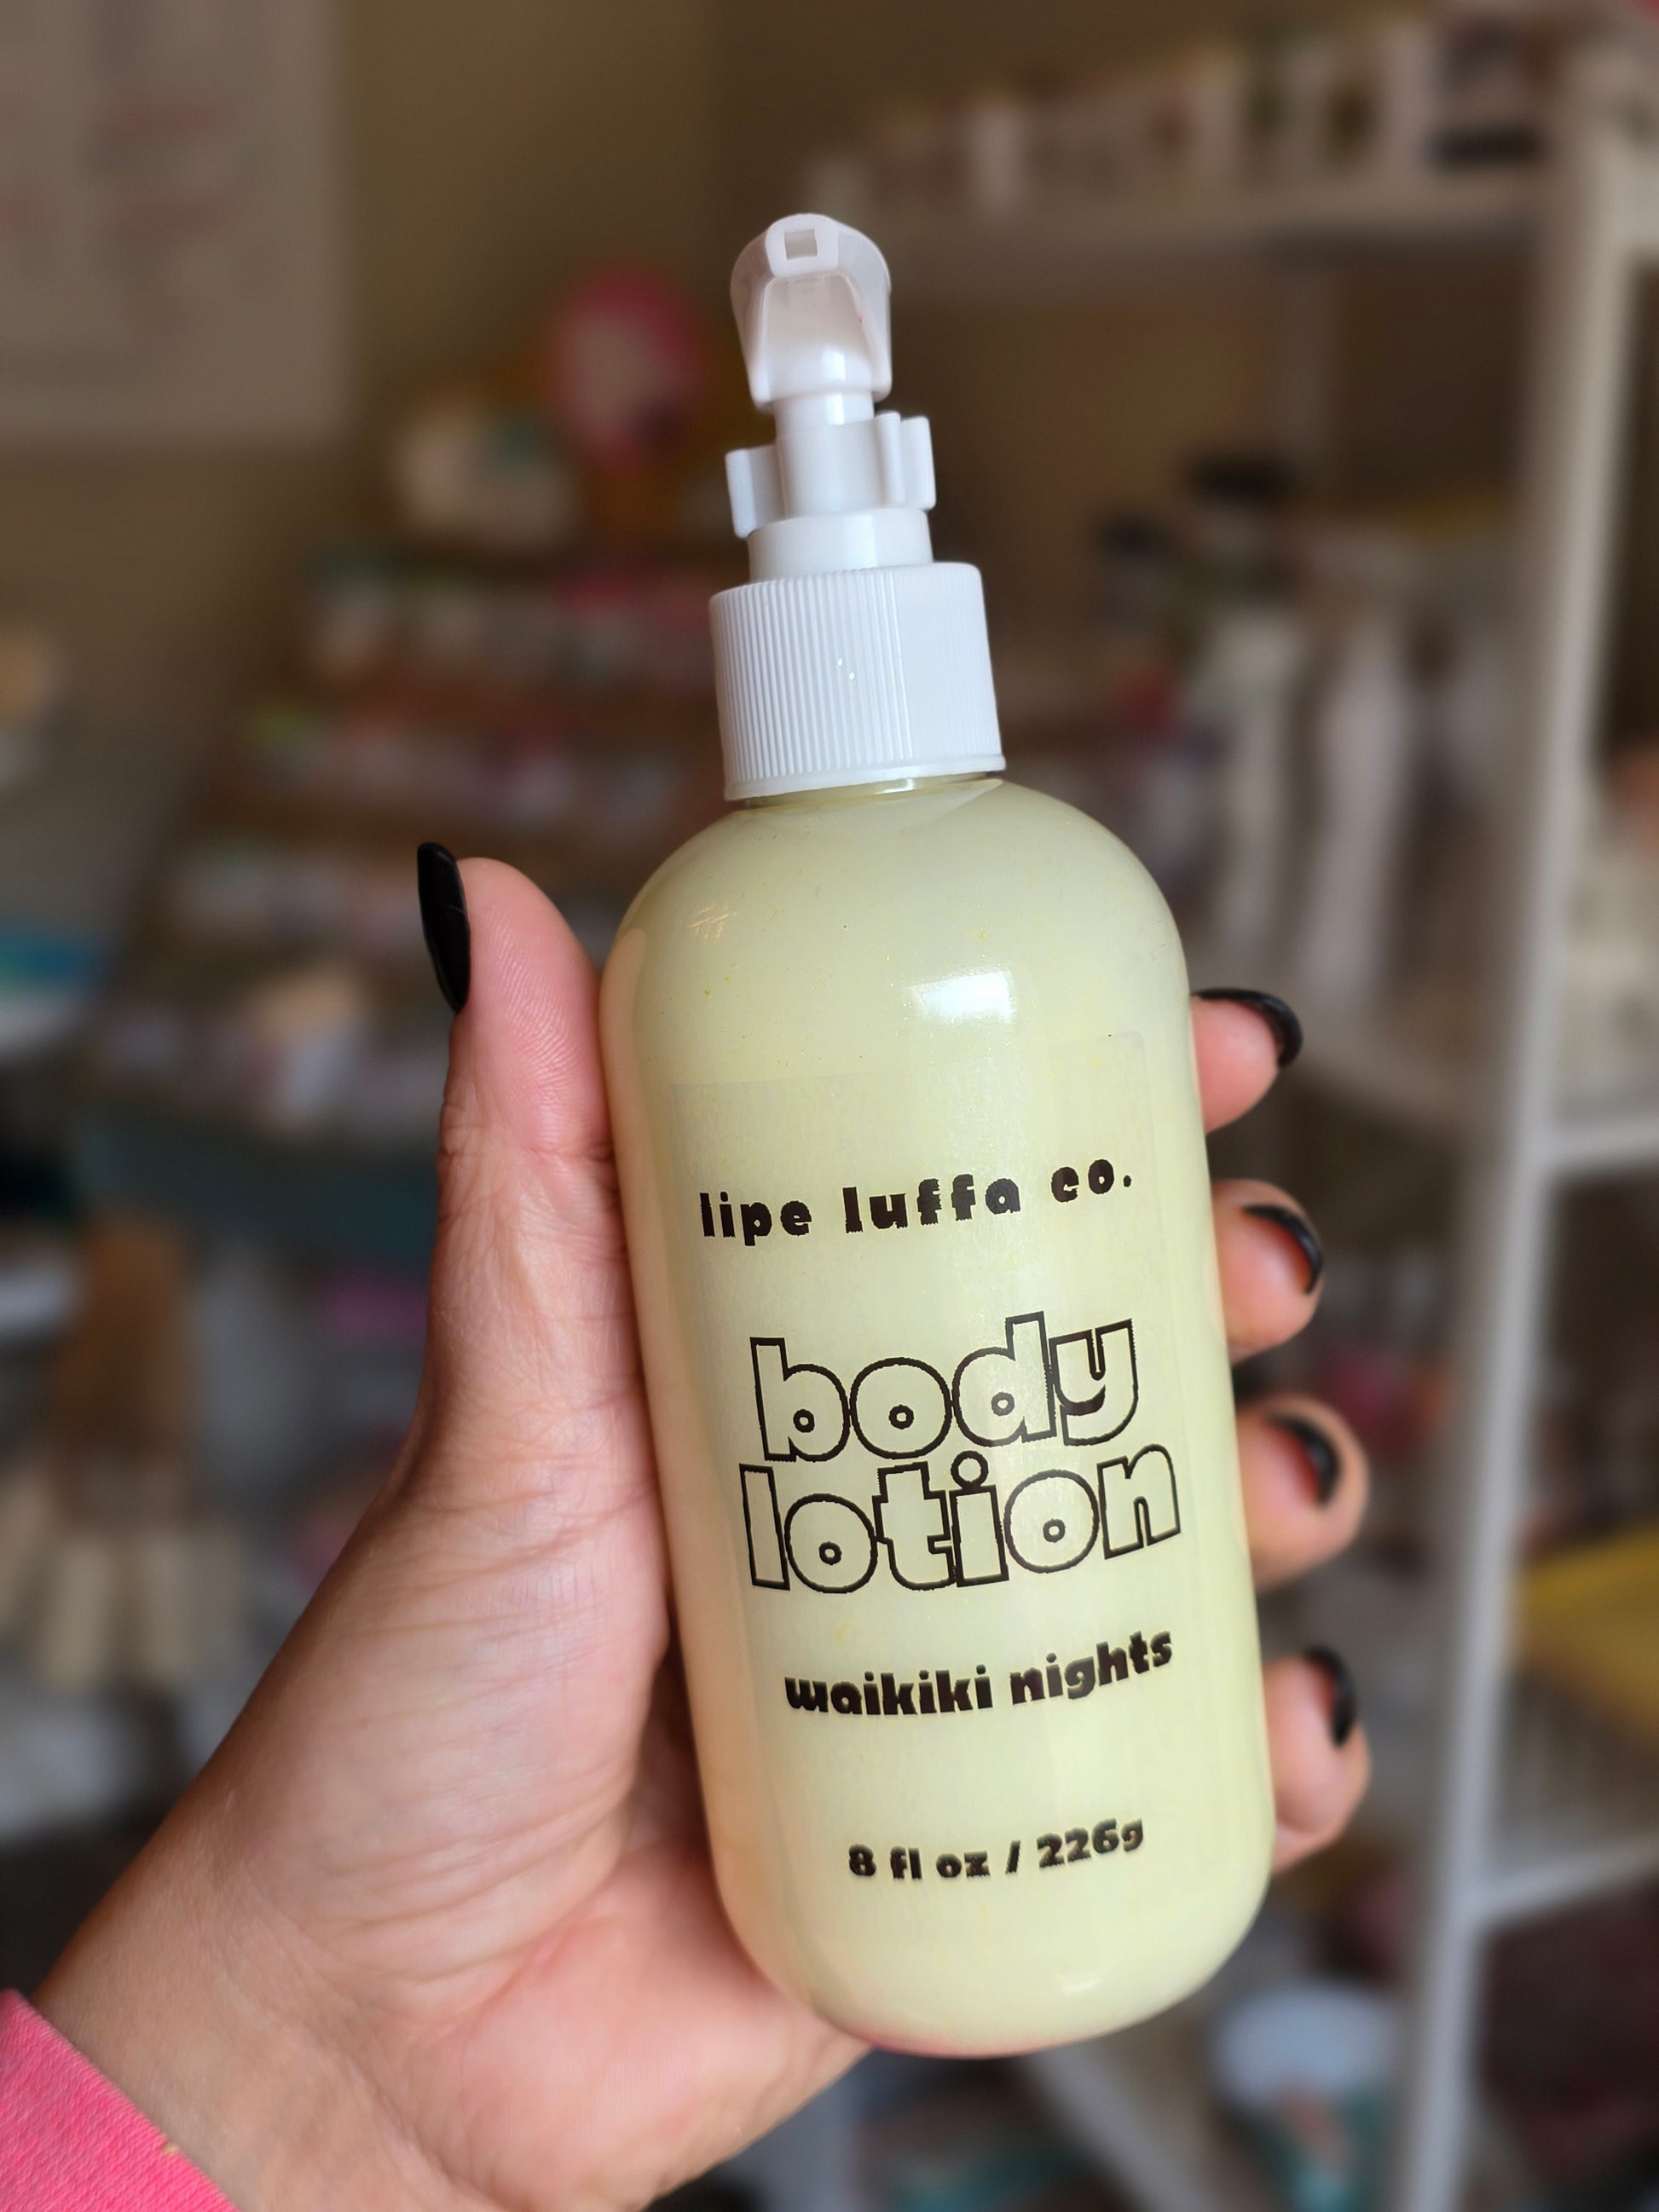 lipe luffa co.
body
lotion
waikiki nights
8 fl oz / 226g